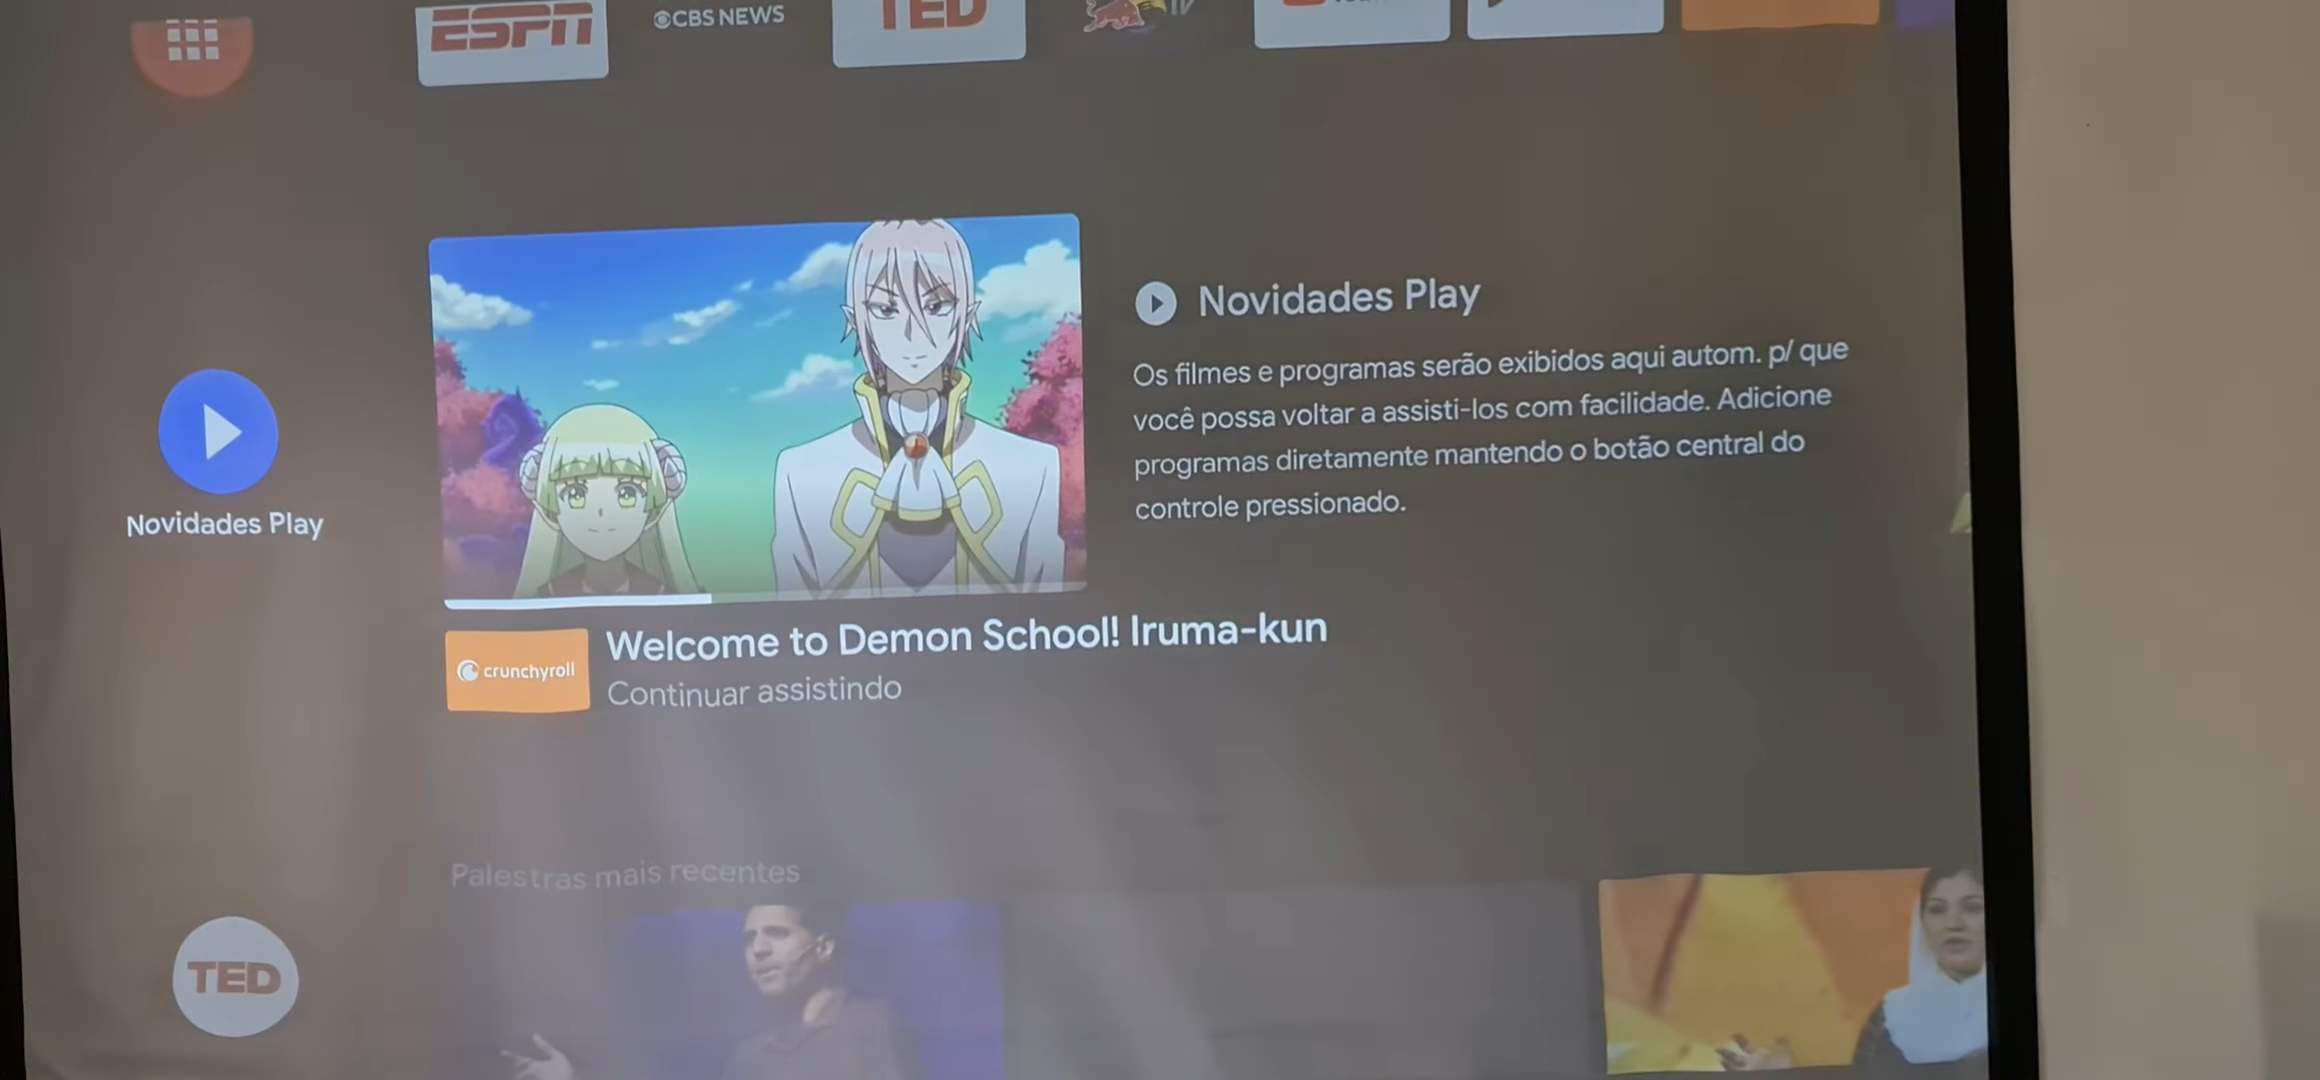 ESPN
CBS NEWS
TED
TV
Novidades Play
Os filmes e programas serão exibidos aqui autom. p/ que
você possa voltar a assisti-los com facilidade. Adicione
programas diretamente mantendo o botão central do
controle pressionado.
Novidades Play
crunchyroll
Welcome to Demon School! Iruma-kun
Continuar assistindo
Palestras mais recentes
TED